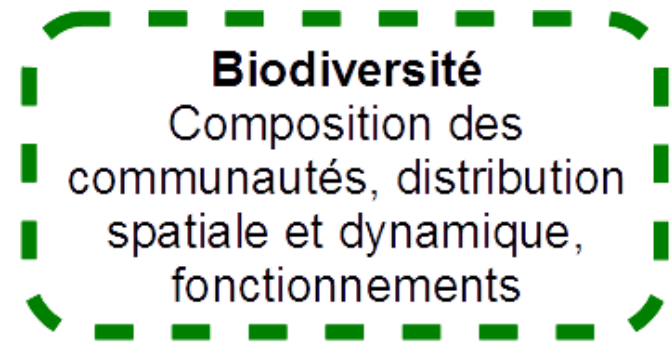 Biodiversité
Composition des
communautés, distribution
spatiale et dynamique,
fonctionnements